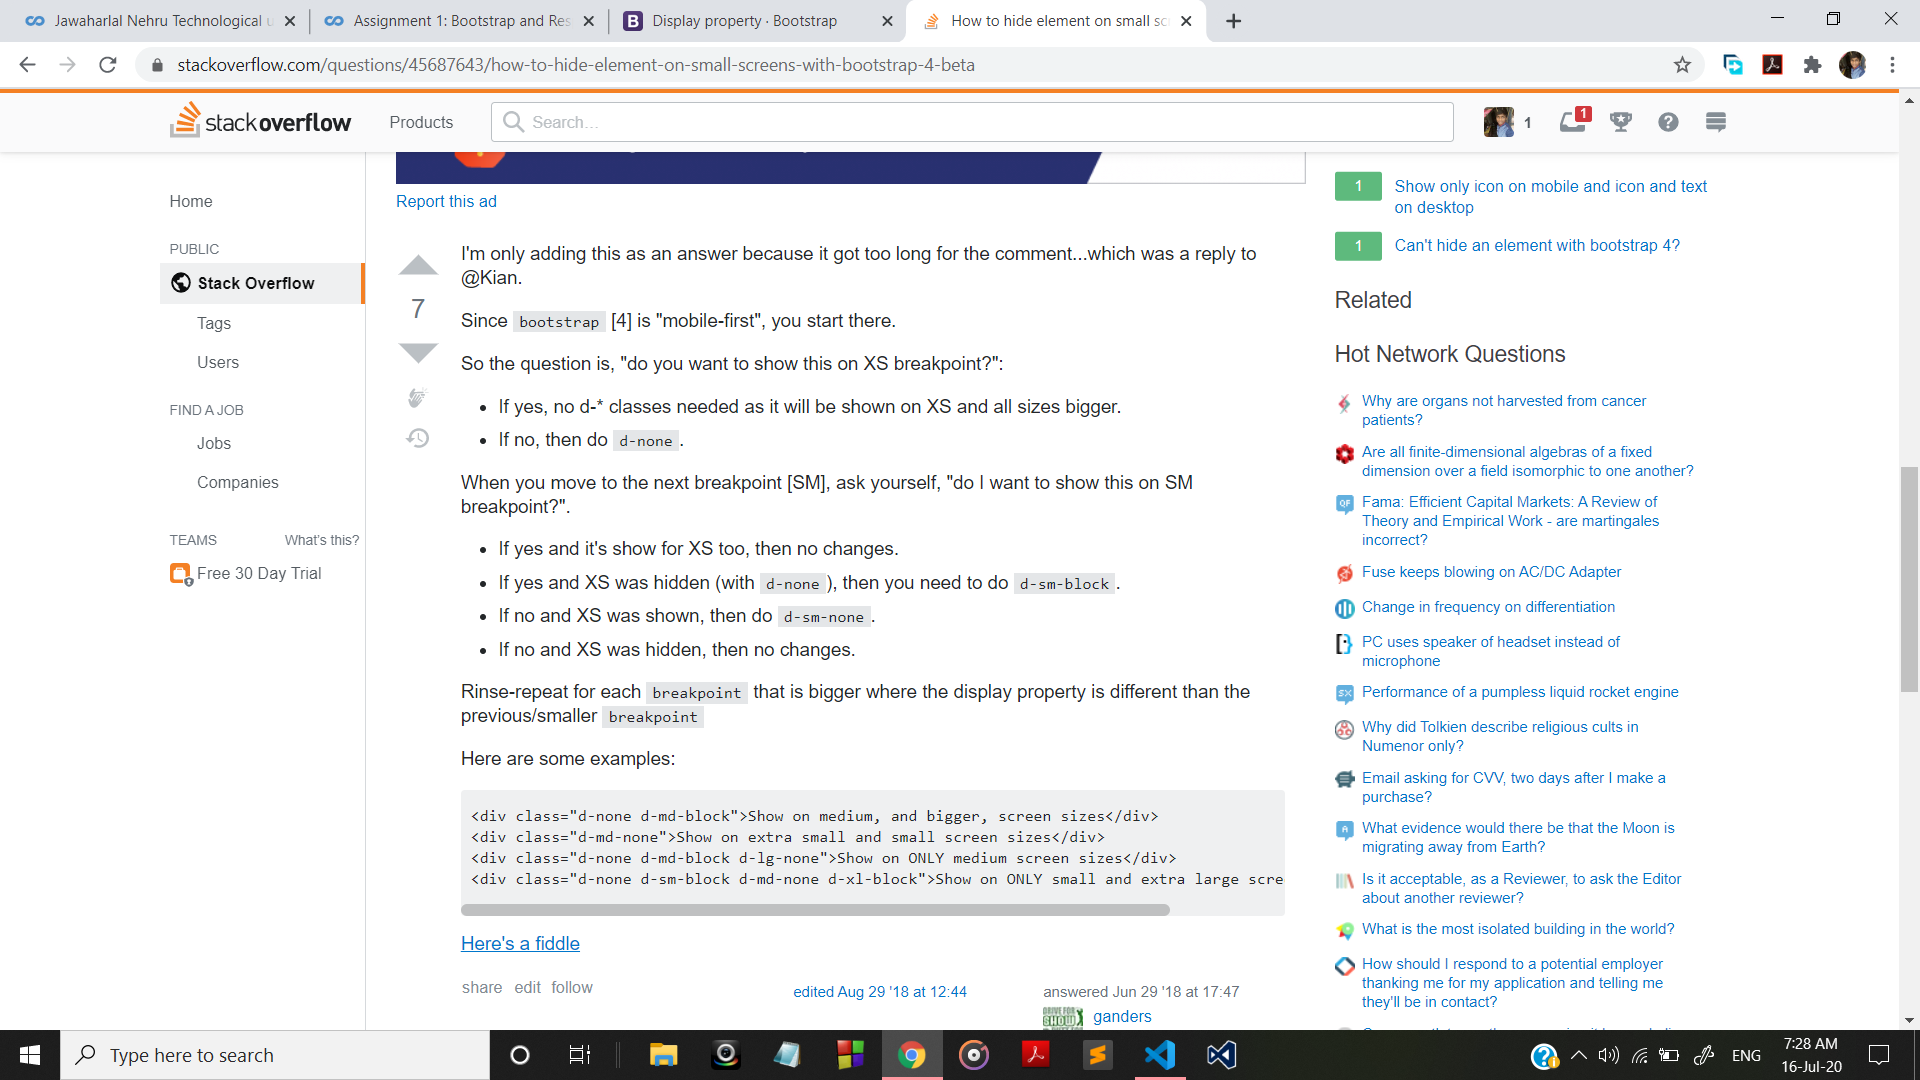 Jawaharlal Nehru Technological u
Assignment 1: Bootstrap and Res
Display property · Bootstrap
How to hide element on small sc
stackoverflow.com/questions/45687643/how-to-hide-element-on-small-screens-with-bootstrap-4-beta
stackoverflow
Products
Search...
1
1
Home
PUBLIC
Stack Overflow
Tags
Users
FIND A JOB
Jobs
Companies
TEAMS
What's this?
Free 30 Day Trial
Report this ad
7
I'm only adding this as an answer because it got too long for the comment...which was a reply to
@Kian.
Since bootstrap [4] is "mobile-first", you start there.
So the question is, "do you want to show this on XS breakpoint?":
• If yes, no d-* classes needed as it will be shown on XS and all sizes bigger.
• If no, then do d-none.
When you move to the next breakpoint [SM], ask yourself, "do I want to show this on SM
breakpoint?".
• If yes and it's show for XS too, then no changes.
• If yes and XS was hidden (with d-none), then you need to do d-sm-block.
• If no and XS was shown, then do d-sm-none.
• If no and XS was hidden, then no changes.
Rinse-repeat for each breakpoint that is bigger where the display property is different than the
previous/smaller breakpoint
Here are some examples:
<div class="d-none d-md-block">Show on medium, and bigger, screen sizes</div>
<div class="d-md-none">Show on extra small and small screen sizes</div>
<div class="d-none d-md-block d-lg-none">Show on ONLY medium screen sizes</div>
<div class="d-none d-sm-block d-md-none d-xl-block">Show on ONLY small and extra large scre
Here's a fiddle
share edit follow
edited Aug 29 '18 at 12:44
answered Jun 29 '18 at 17:47
ganders
1
Show only icon on mobile and icon and text
on desktop
1
Can't hide an element with bootstrap 4?
Related
Hot Network Questions
Why are organs not harvested from cancer
patients?
Are all finite-dimensional algebras of a fixed
dimension over a field isomorphic to one another?
Fama: Efficient Capital Markets: A Review of
Theory and Empirical Work - are martingales
incorrect?
Fuse keeps blowing on AC/DC Adapter
Change in frequency on differentiation
PC uses speaker of headset instead of
microphone
Performance of a pumpless liquid rocket engine
Why did Tolkien describe religious cults in
Numenor only?
Email asking for CVV, two days after I make a
purchase?
What evidence would there be that the Moon is
migrating away from Earth?
Is it acceptable, as a Reviewer, to ask the Editor
about another reviewer?
What is the most isolated building in the world?
How should I respond to a potential employer
thanking me for my application and telling me
they'll be in contact?
Type here to search
ENG
7:28 AM
16-Jul-20